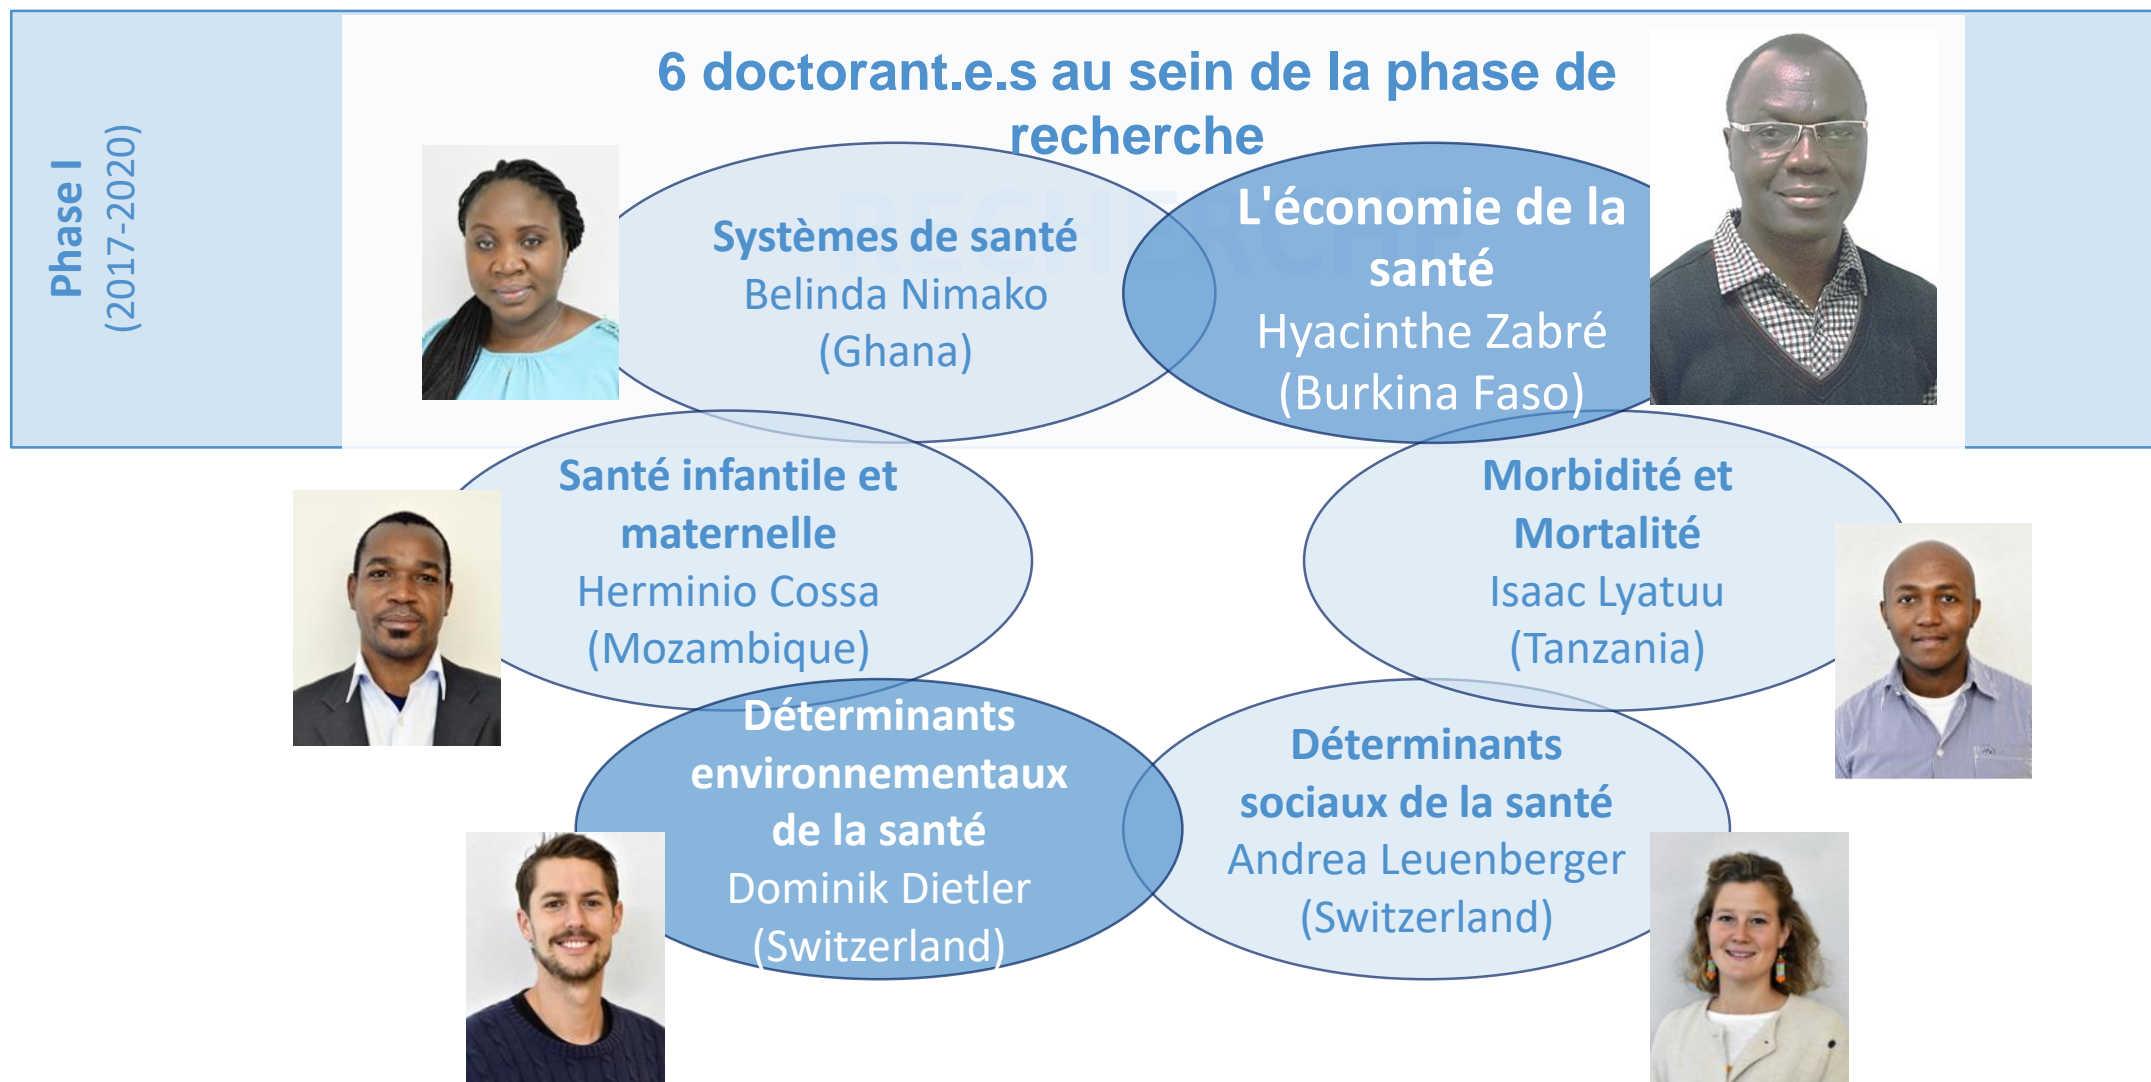 Phase I
(2017-2020)
6 doctorant.e.s au sein de la phase de
recherche
RECHERCHE
Systèmes de santé
Belinda Nimako
(Ghana)
L'économie de la
santé
Hyacinthe Zabré
(Burkina Faso)
Santé infantile et
maternelle
Herminio Cossa
(Mozambique)
Morbidité et
Mortalité
Isaac Lyatuu
(Tanzania)
Déterminants
environnementaux
de la santé
Dominik Dietler
(Switzerland)
Déterminants
sociaux de la santé
Andrea Leuenberger
(Switzerland)